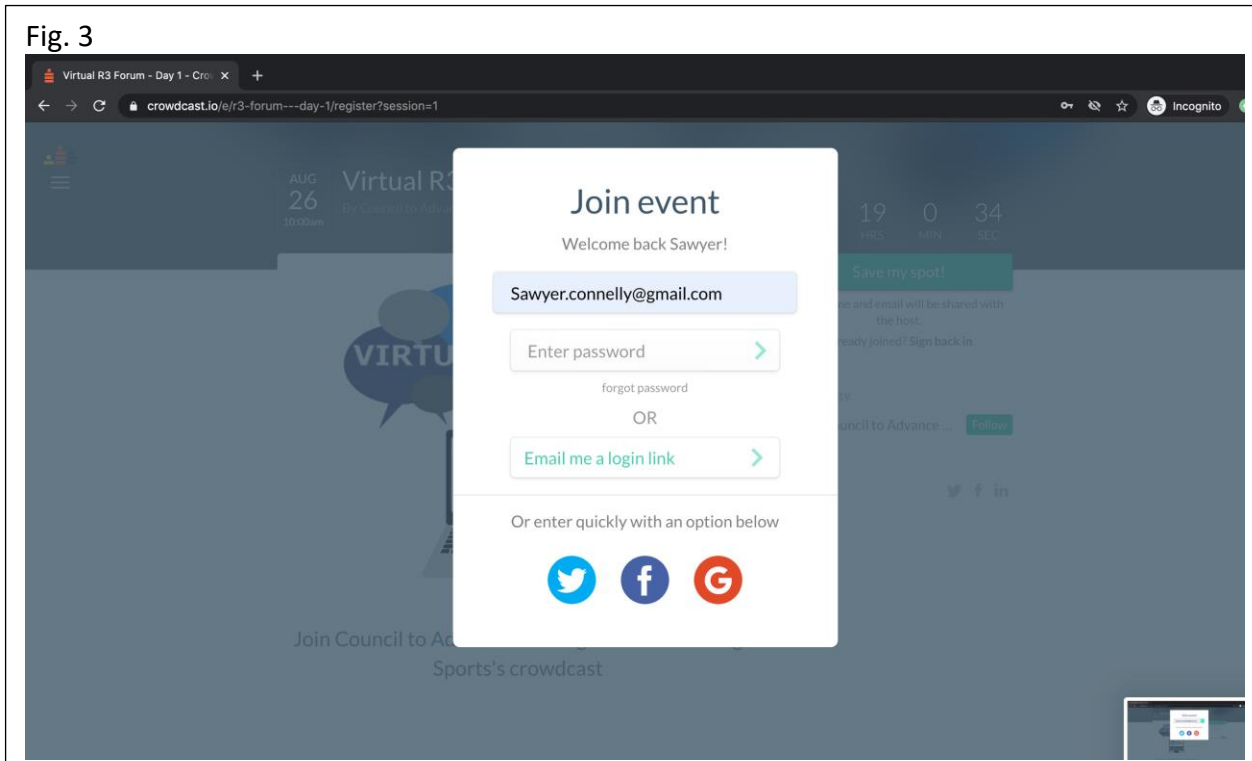 Fig. 3
Virtual R3 Forum - Day 1 - Cro
crowdcast.io/e/r3-forum---day-1/register?session=1
Incognito
AUG
26
10:00am
Virtual R3
By Council to Adva
Join event
Welcome back Sawyer!
Sawyer.connelly@gmail.com
Enter password
forgot password
OR
Email me a login link
Or enter quickly with an option below
19 0 34
HRS MIN SEC
Save my spot!
and email will be shared with
the host.
joined? Sign back in
Council to Advance ... Follow
VIRTU
Join Council to Ad
Sports's crowdcast